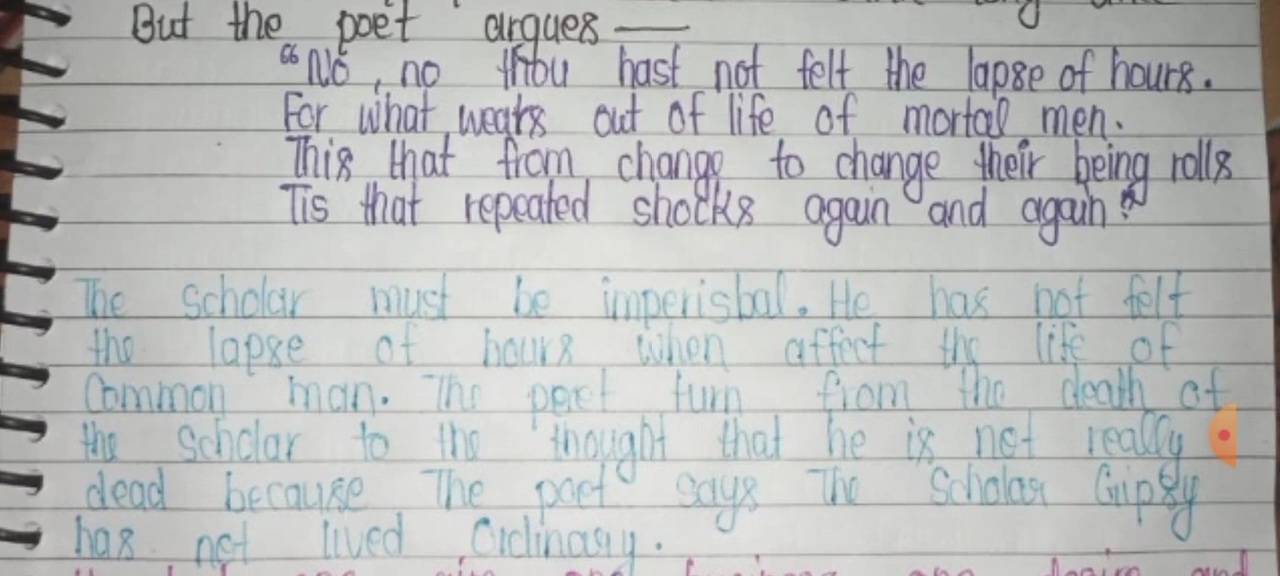 But the poet argues —
"No, no thou hast not felt the lapse of hours.
For what wears out of life of mortal men.
This that from change to change their being rolls
Tis that repeated shocks again and again"
The Scholar must be imperisbal. He has not felt
the lapse of hours when affect the life of
Common man. The poet turn from the death of
the Scholar to the thought that he is not really
dead because The poet says The Scholar Gipsy
has not lived Ordinary.